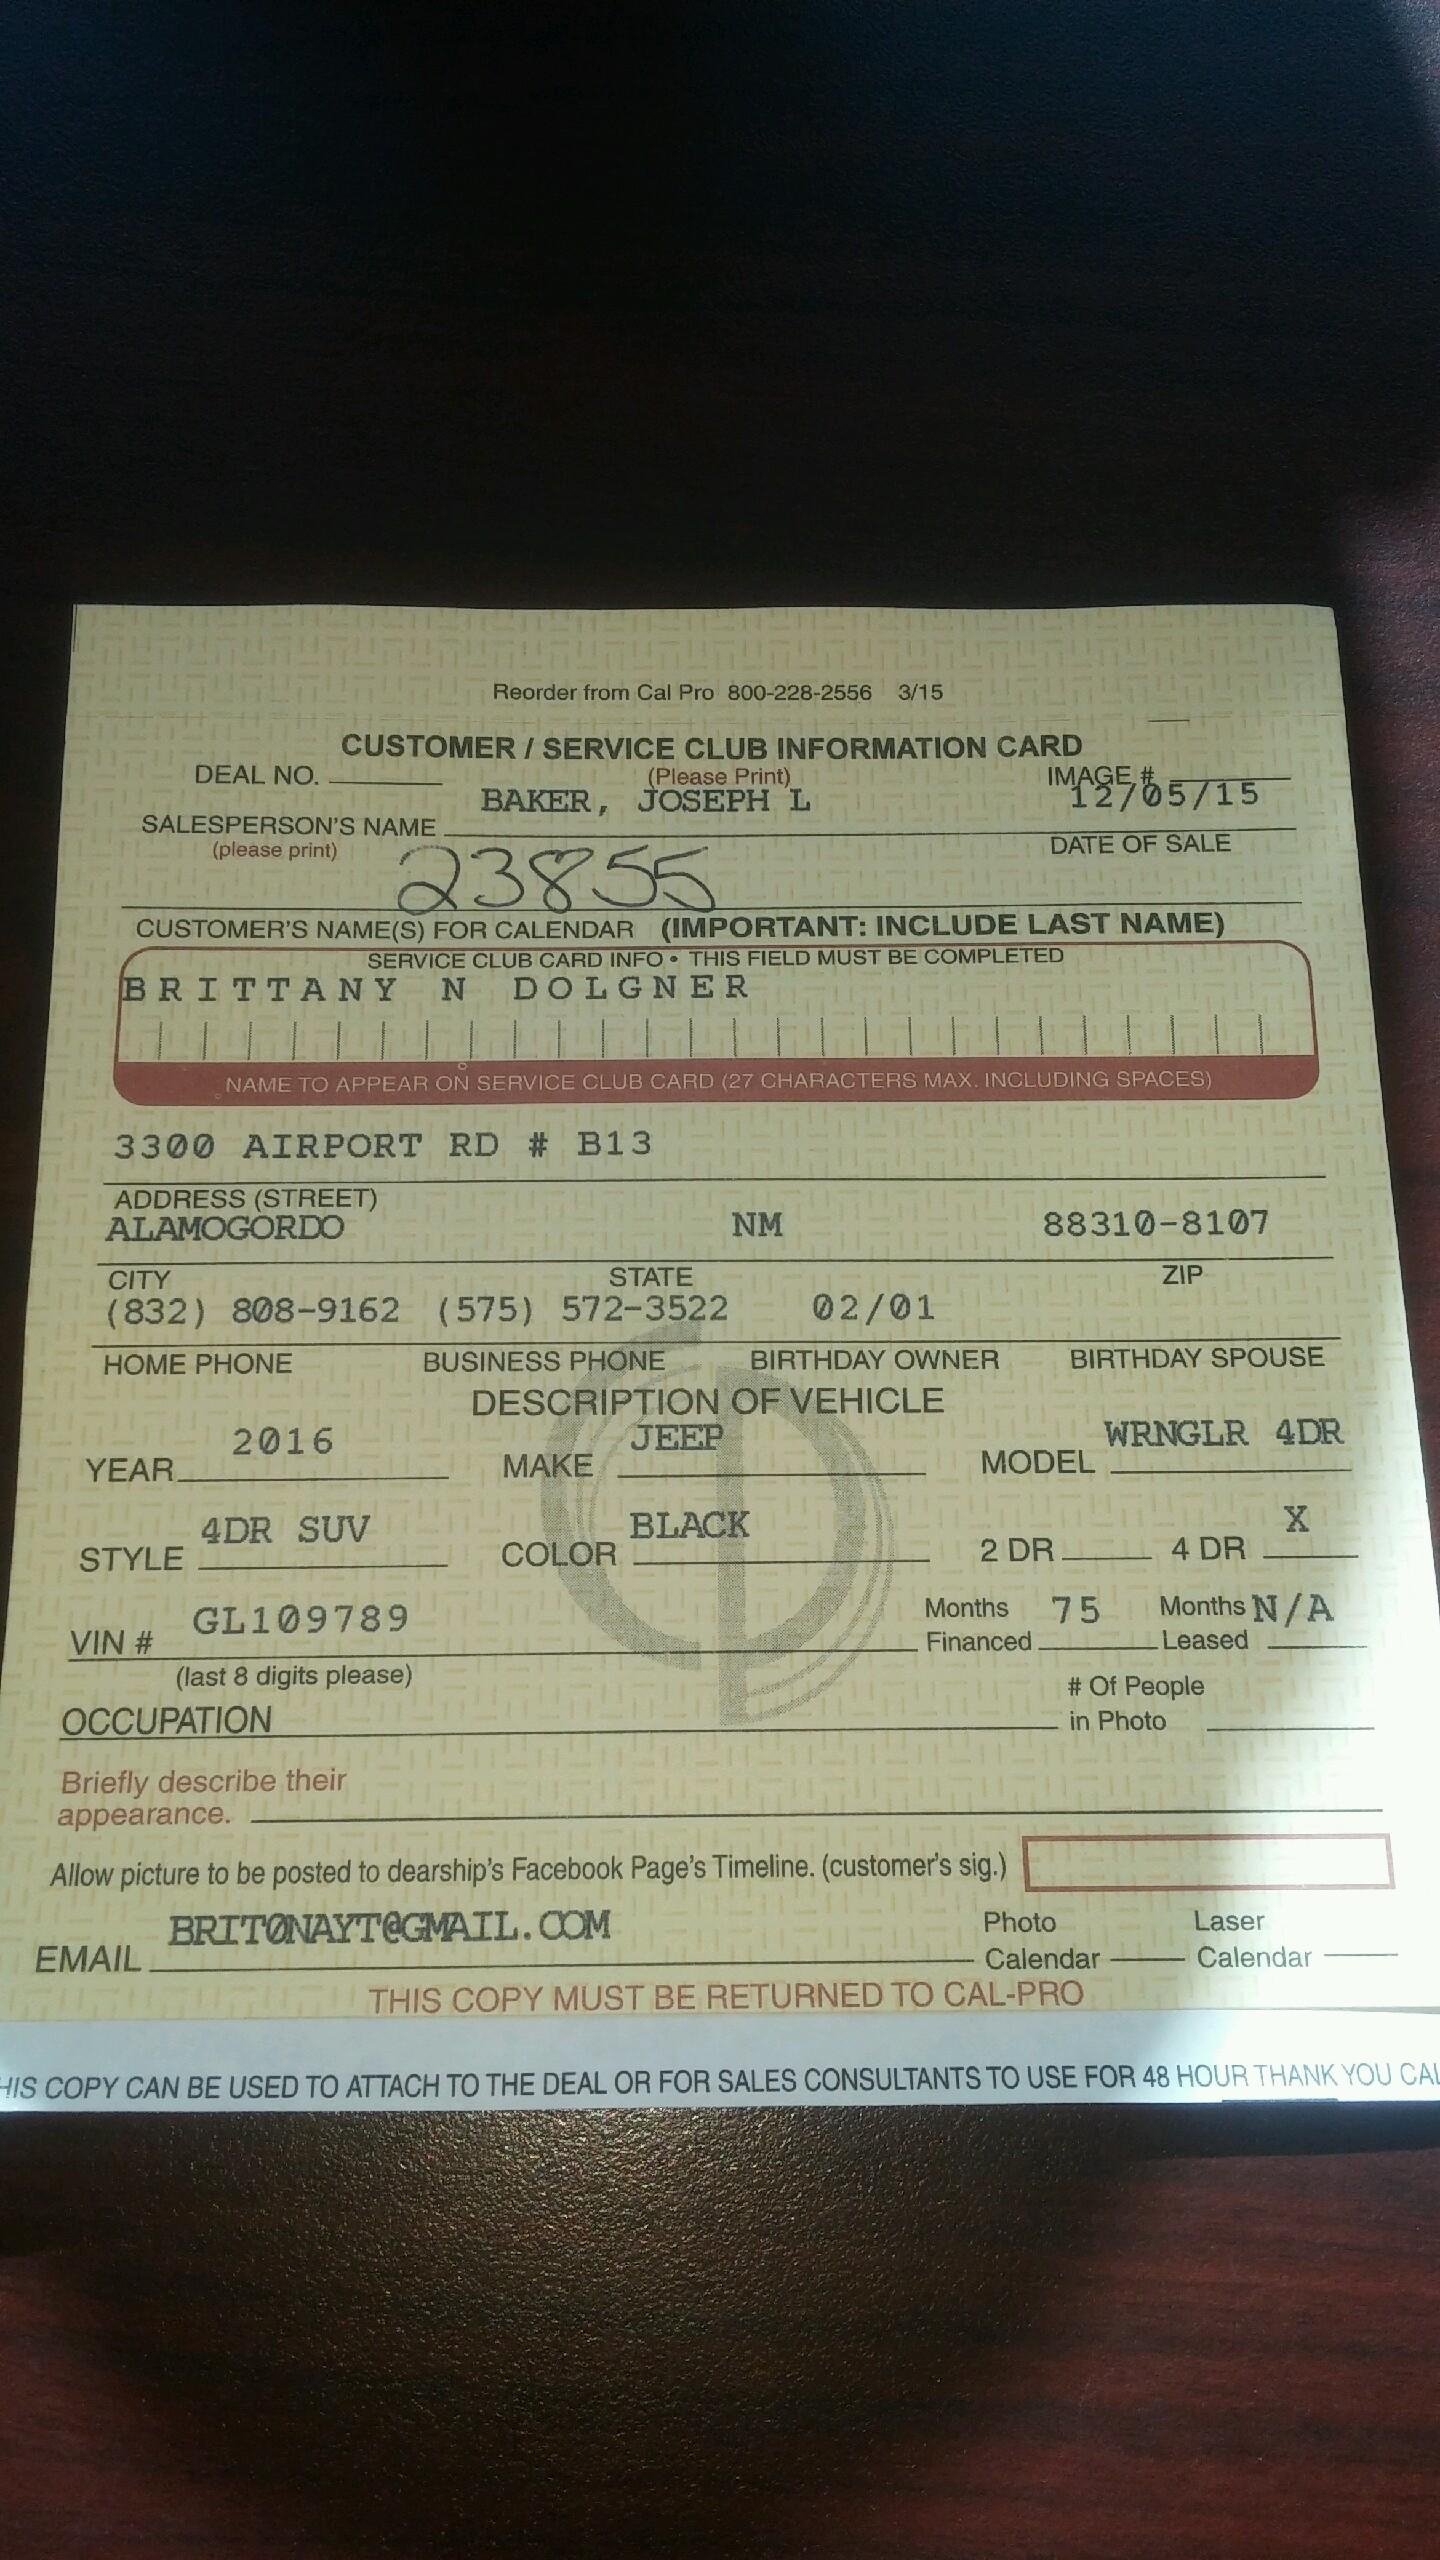 Reorder from Cal Pro 800-228-2556 3/15
CUSTOMER / SERVICE CLUB INFORMATION CARD
DEAL NO. (Please Print) IMAGE #
BAKER, JOSEPH L 12/05/15
SALESPERSON'S NAME
(please print) DATE OF SALE
23855
CUSTOMER'S NAME(S) FOR CALENDAR (IMPORTANT: INCLUDE LAST NAME)
SERVICE CLUB CARD INFO • THIS FIELD MUST BE COMPLETED
BRITTANY N DOLGNER
NAME TO APPEAR ON SERVICE CLUB CARD (27 CHARACTERS MAX. INCLUDING SPACES)
3300 AIRPORT RD # B13
ADDRESS (STREET)
ALAMOGORDO NM 88310-8107
CITY STATE ZIP
(832) 808-9162 (575) 572-3522 02/01
HOME PHONE BUSINESS PHONE BIRTHDAY OWNER BIRTHDAY SPOUSE
DESCRIPTION OF VEHICLE
YEAR 2016 MAKE JEEP MODEL WRNGLR 4DR
STYLE 4DR SUV COLOR BLACK 2 DR 4 DR X
VIN # GL109789 Months Financed 75 Months Leased N/A
(last 8 digits please)
OCCUPATION # Of People in Photo
Briefly describe their
appearance.
Allow picture to be posted to dearship's Facebook Page's Timeline. (customer's sig.)
EMAIL BRIT0NAYT@GMAIL.COM Photo Calendar Laser Calendar
THIS COPY MUST BE RETURNED TO CAL-PRO
HIS COPY CAN BE USED TO ATTACH TO THE DEAL OR FOR SALES CONSULTANTS TO USE FOR 48 HOUR THANK YOU CAL